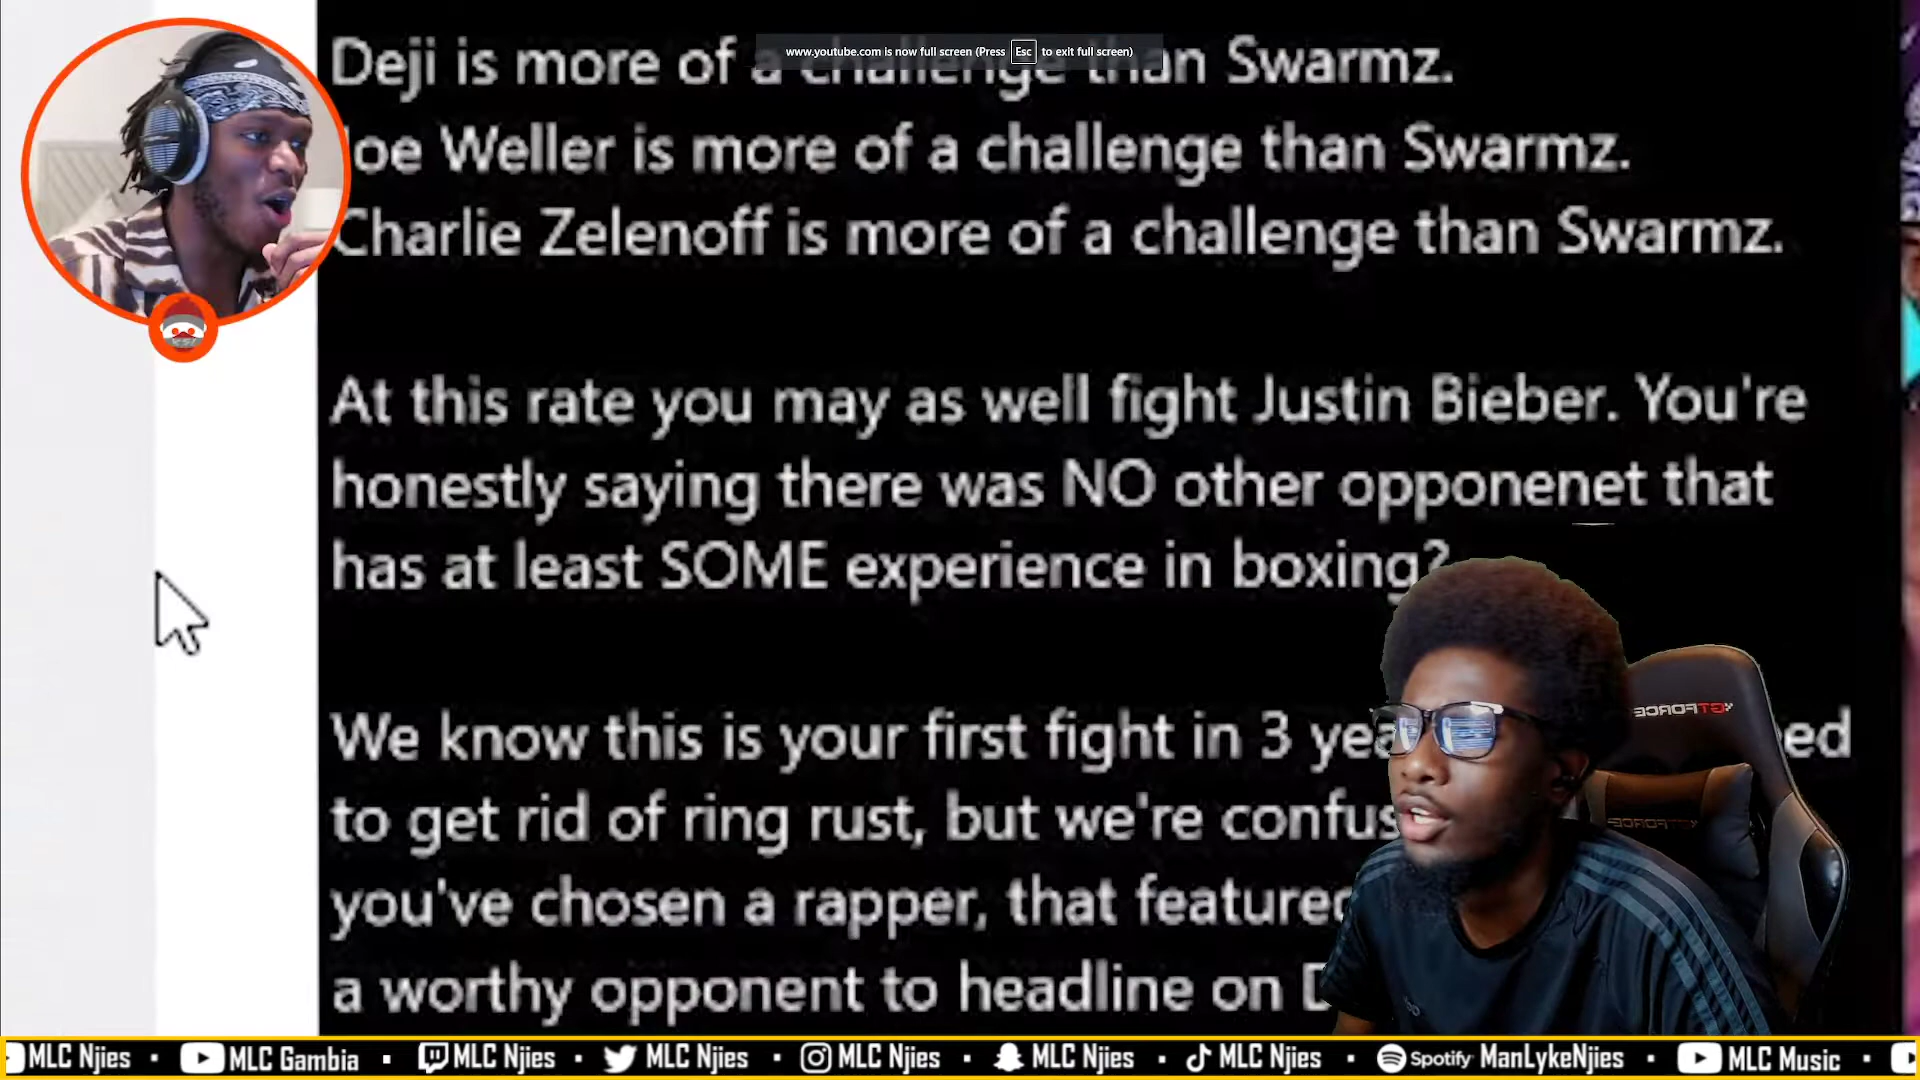 www.youtube.com is now full screen (Press Esc to exit full screen)
Deji is more of a challenge than Swarmz.
Joe Weller is more of a challenge than Swarmz.
Charlie Zelenoff is more of a challenge than Swarmz.
At this rate you may as well fight Justin Bieber. You're
honestly saying there was NO other opponenet that
has at least SOME experience in boxing?
We know this is your first fight in 3
to get rid of ring rust, but we're
you've chosen a rapper, that
a worthy opponent to headline on
GTFORCE
MLC Njies · MLC Gambia · MLC Njies · MLC Njies · MLC Njies · MLC Njies · MLC Njies · Spotify ManLykeNjies · MLC Music ·